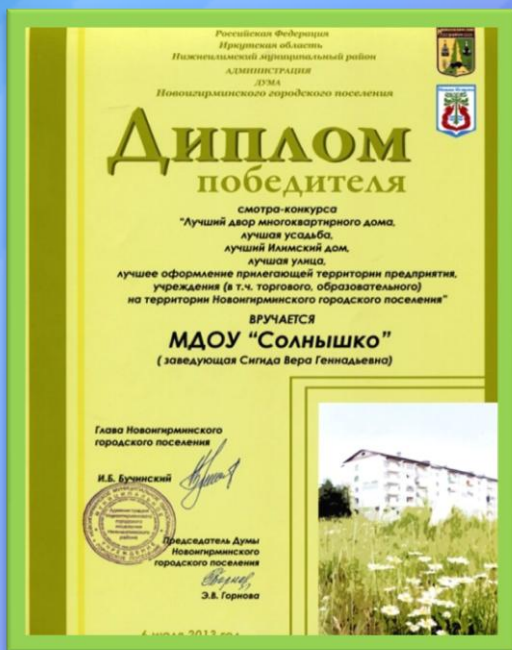 Российская Федерация
Иркутская область
Нижнеилимский муниципальный район
АДМИНИСТРАЦИЯ
ДУМА
Новоигирминского городского поселения
ДИПЛОМ
победителя
смотра-конкурса
"Лучший двор многоквартирного дома,
лучшая усадьба,
лучший Илимский дом,
лучшая улица,
лучшее оформление прилегающей территории предприятия,
учреждения (в т.ч. торгового, образовательного)
на территории Новоигирминского городского поселения"
ВРУЧАЕТСЯ
МДОУ "Солнышко"
( заведующая Сигида Вера Геннадьевна)
Глава Новоигирминского
городского поселения
И.Б. Бучинский
Председатель Думы
Новоигирминского
городского поселения
Э.В. Горнова